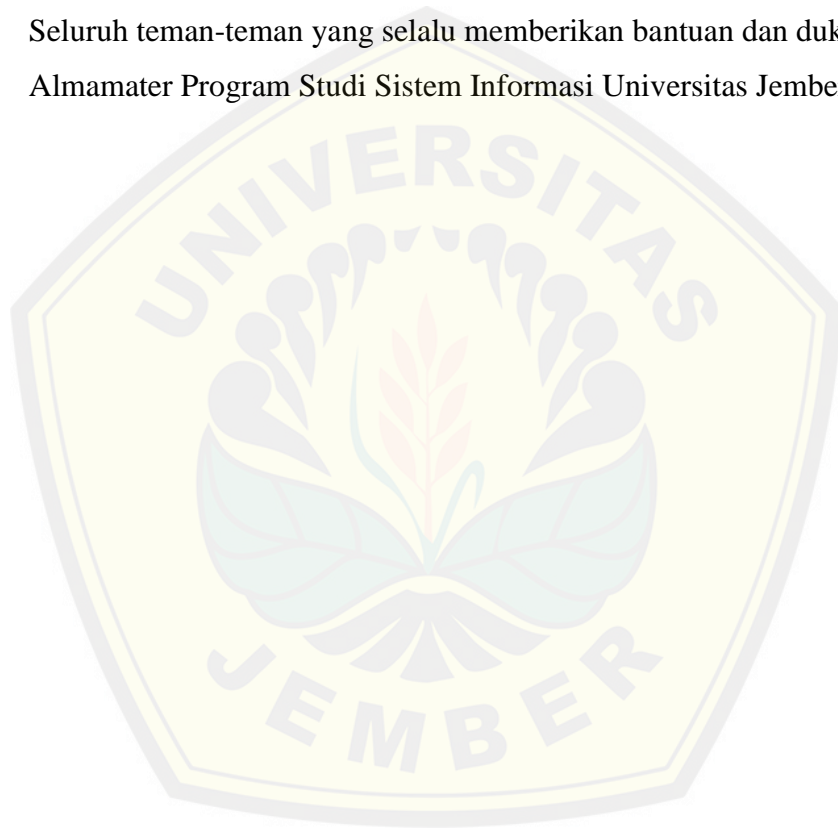 Seluruh teman-teman yang selalu memberikan bantuan dan
Almamater Program Studi Sistem Informasi Universitas
UNIVERSITAS
JEMBER